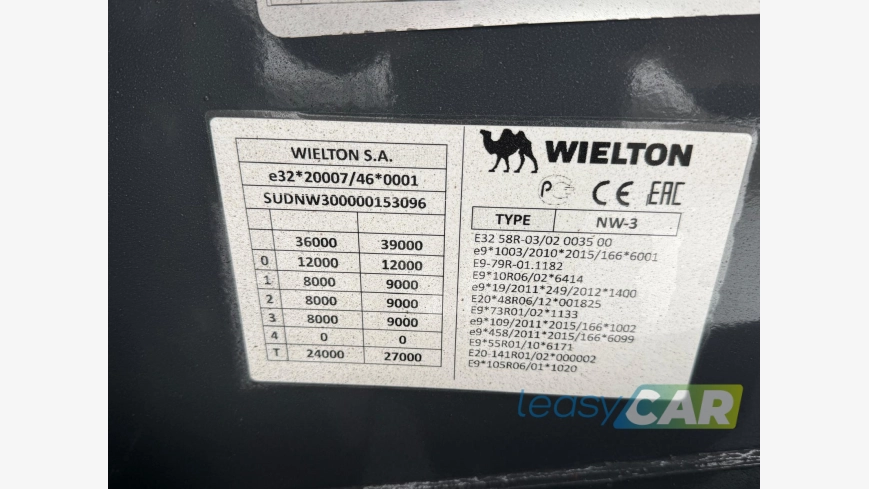 WIELTON S.A.
e32*20007/46*0001
SUDNW300000153096
36000 39000
0 12000 12000
1 8000 9000
2 8000 9000
3 8000 9000
4 0 0
T 24000 27000
WIELTON
CE EAC
TYPE NW-3
E32 58R-03/02 0035 00
e9*1003/2010*2015/166*6001
E9-79R-01.1182
E9*10R06/02*6414
e9*19/2011*249/2012*1400
E20*48R06/12*001825
E9*73R01/02*1133
e9*109/2011*2015/166*1002
e9*458/2011*2015/166*6099
E9*55R01/10*6171
E20-141R01/02*000002
E9*105R06/01*1020
leasyCAR